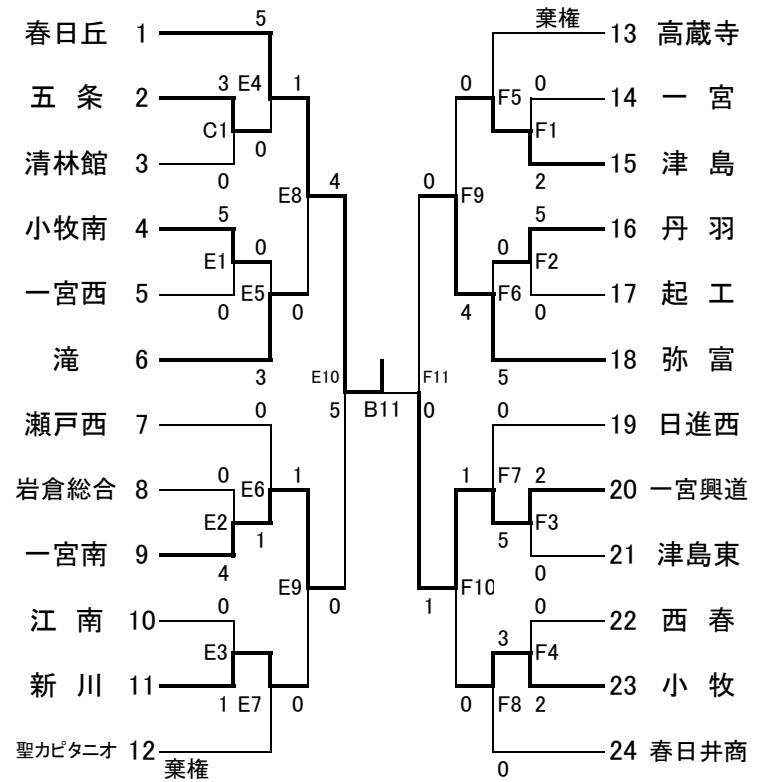 春日丘 1
五 条 2
清林館 3
小牧南 4
一宮西 5
滝 6
瀬戸西 7
岩倉総合 8
一宮南 9
江 南 10
新 川 11
聖カピタニオ 12
棄権
5
3 E4 1
C1
0
0
5 E8 4
0
E1
E5
0 0
3
E10
0 5
0 E6 1
E2
1
4
E9
0 0
E3
1 E7 0
B11
棄権
0 F5 0
F1
2
0 F9
5
0
F2
F6
4 0
5
F11
0 0
1 F7 2
F3
5
0
F10
1 0
3
F4
0 F8 2
0
13 高蔵寺
14 一 宮
15 津 島
16 丹 羽
17 起 工
18 弥 富
19 日進西
20 一宮興道
21 津島東
22 西 春
23 小 牧
24 春日井商